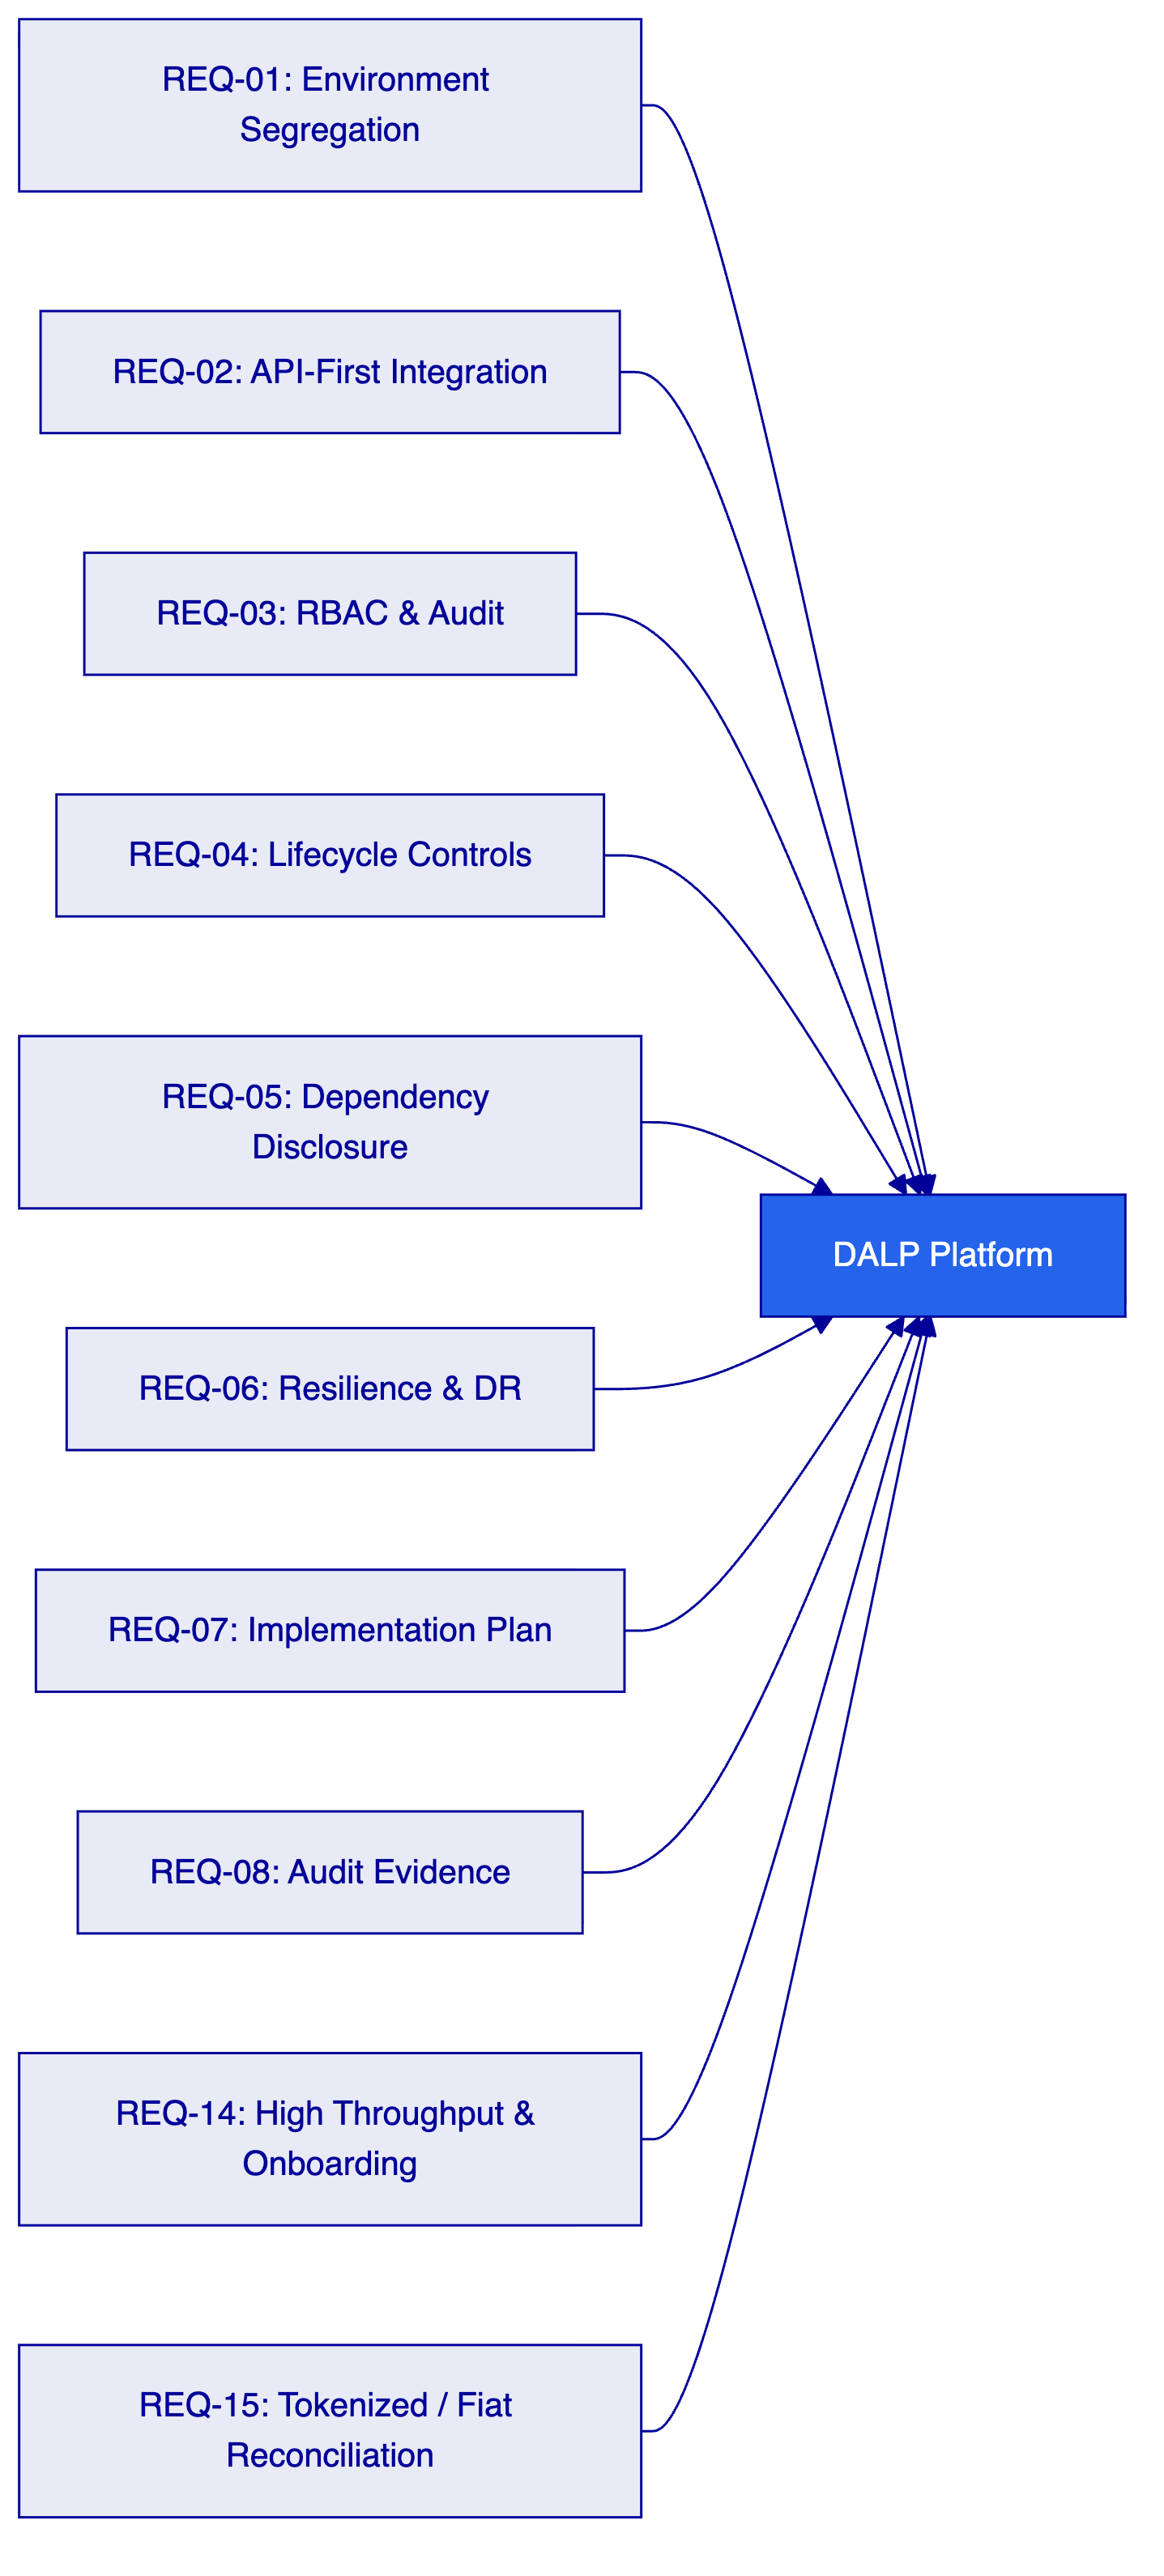 REQ-01: Environment
Segregation
REQ-02: API-First Integration
REQ-03: RBAC & Audit
REQ-04: Lifecycle Controls
REQ-05: Dependency
Disclosure
DALP Platform
REQ-06: Resilience & DR
REQ-07: Implementation Plan
REQ-08: Audit Evidence
REQ-14: High Throughput &
Onboarding
REQ-15: Tokenized / Fiat
Reconciliation